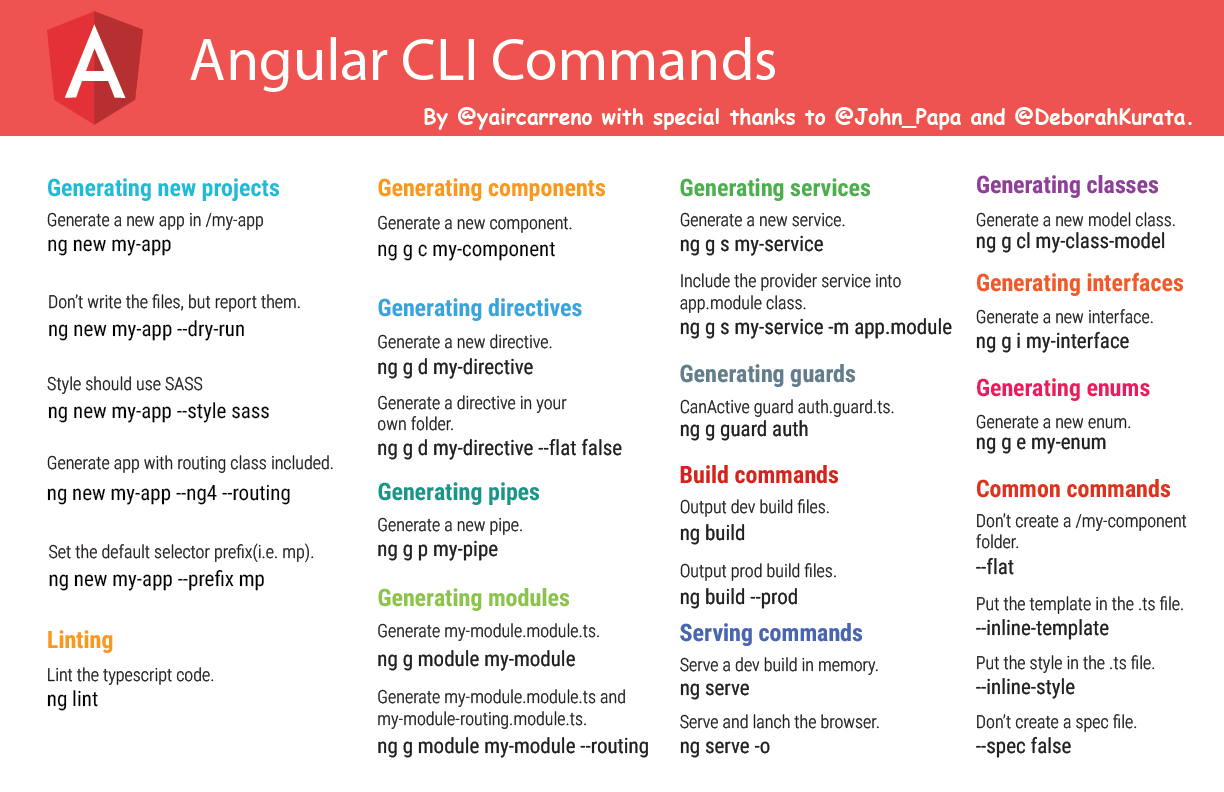 Angular CLI Commands
By @yaircarreno with special thanks to @John_Papa and @DeborahKurata.
Generating new projects
Generate a new app in /my-app
ng new my-app
Don't write the files, but report them.
ng new my-app --dry-run
Style should use SASS
ng new my-app --style sass
Generate app with routing class included.
ng new my-app --ng4 --routing
Set the default selector prefix(i.e. mp).
ng new my-app --prefix mp
Linting
Lint the typescript code.
ng lint
Generating components
Generate a new component.
ng g c my-component
Generating directives
Generate a new directive.
ng g d my-directive
Generate a directive in your
own folder.
ng g d my-directive --flat false
Generating pipes
Generate a new pipe.
ng g p my-pipe
Generating modules
Generate my-module.module.ts.
ng g module my-module
Generate my-module.module.ts and
my-module-routing.module.ts.
ng g module my-module --routing
Generating services
Generate a new service.
ng g s my-service
Include the provider service into
app.module class.
ng g s my-service -m app.module
Generating guards
CanActive guard auth.guard.ts.
ng g guard auth
Build commands
Output dev build files.
ng build
Output prod build files.
ng build --prod
Serving commands
Serve a dev build in memory.
ng serve
Serve and lanch the browser.
ng serve -o
Generating classes
Generate a new model class.
ng g cl my-class-model
Generating interfaces
Generate a new interface.
ng g i my-interface
Generating enums
Generate a new enum.
ng g e my-enum
Common commands
Don't create a /my-component
folder.
--flat
Put the template in the .ts file.
--inline-template
Put the style in the .ts file.
--inline-style
Don't create a spec file.
--spec false